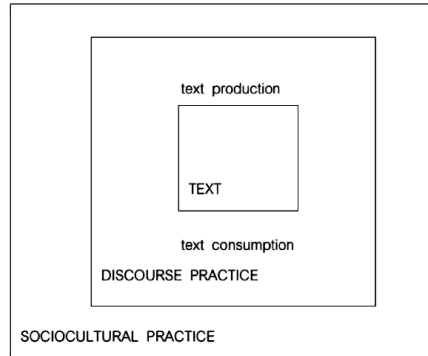 text production
TEXT
text consumption
DISCOURSE PRACTICE
SOCIOCULTURAL PRACTICE